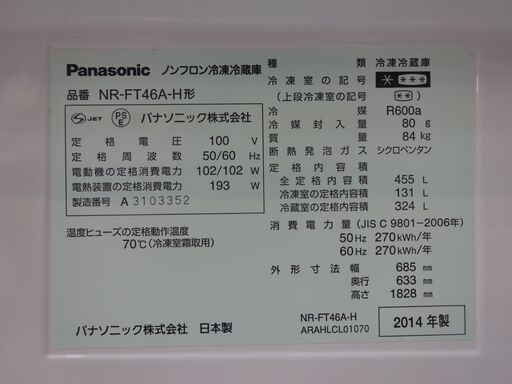 Panasonic ノンフロン冷凍冷蔵庫
品番 NR-FT46A-H形
S JET PS E パナソニック株式会社
定格電圧 100 V
定格周波数 50/60 Hz
電動機の定格消費電力 102/102 W
電熱装置の定格消費電力 193 W
製造番号 A 3103352
温度ヒューズの定格動作温度
70℃(冷凍室霜取用)
パナソニック株式会社 日本製
種類 冷凍冷蔵庫
冷凍室の記号 * ***
(上段冷凍室の記号 **)
冷媒 R600a
冷媒封入量 80 g
質量 84 kg
断熱発泡ガス シクロペンタン
定格内容積
全定格内容積 455 L
冷凍室の定格内容積 131 L
冷蔵室の定格内容積 324 L
消費電力量(JIS C 9801-2006年)
50 Hz 270 kWh/年
60 Hz 270 kWh/年
外形寸法 幅 685 mm
奥行 633 mm
高さ 1828 mm
NR-FT46A-H
ARAHLCL01070
2014 年製